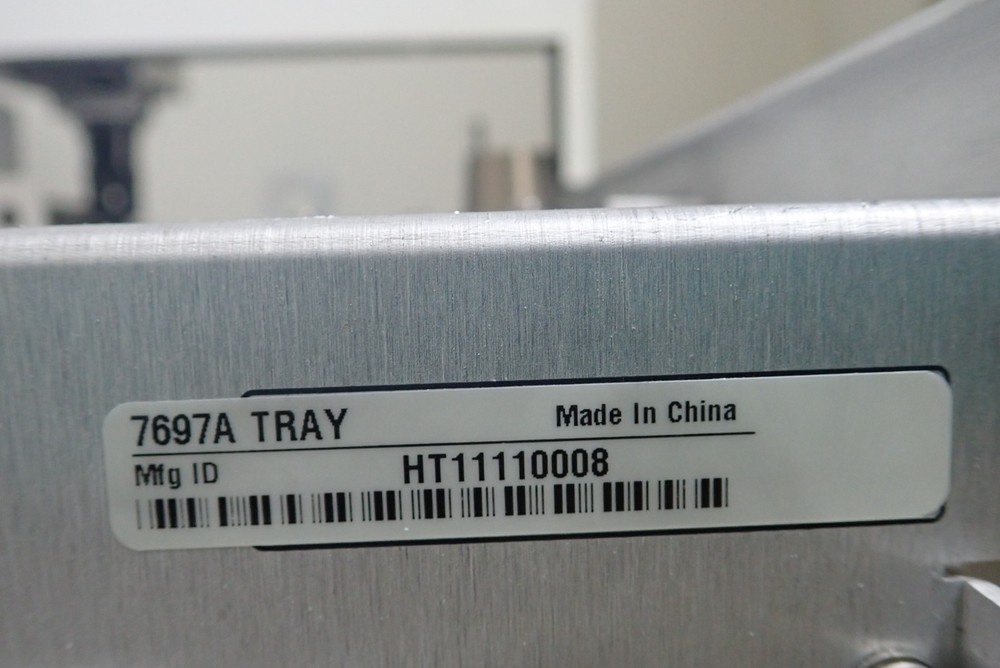 7697A TRAY Made In China
Mfg ID HT11110008